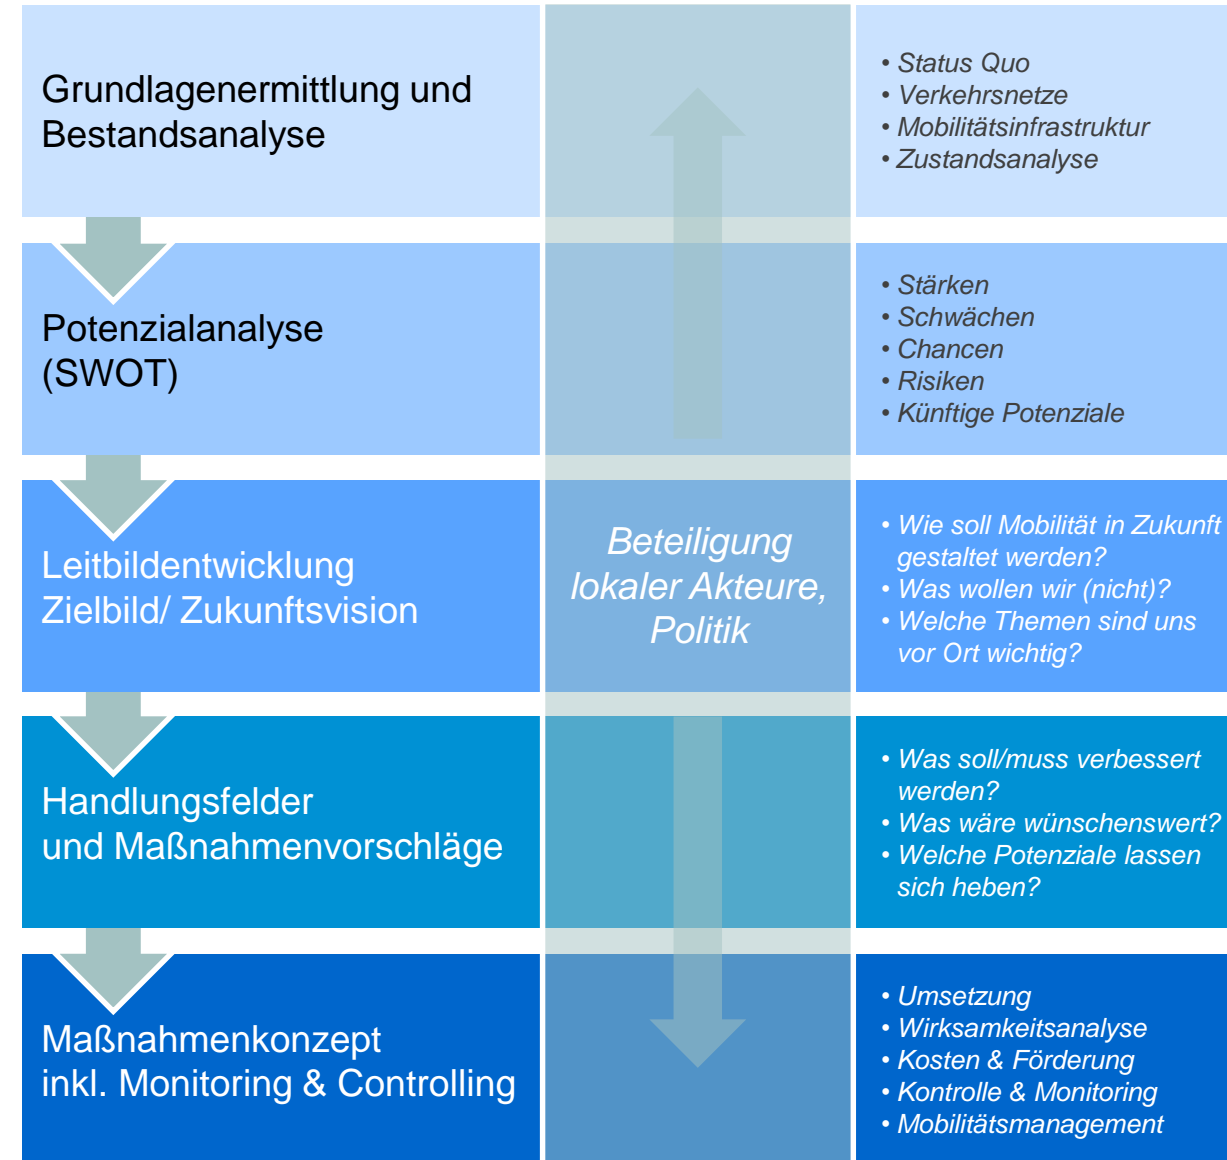 Grundlagenermittlung und
Bestandsanalyse
• Status Quo
• Verkehrsnetze
• Mobilitätsinfrastruktur
• Zustandsanalyse
Potenzialanalyse
(SWOT)
• Stärken
• Schwächen
• Chancen
• Risiken
• Künftige Potenziale
Leitbildentwicklung
Zielbild/ Zukunftsvision
Beteiligung
lokaler Akteure,
Politik
• Wie soll Mobilität in Zukunft
gestaltet werden?
• Was wollen wir (nicht)?
• Welche Themen sind uns
vor Ort wichtig?
Handlungsfelder
und Maßnahmenvorschläge
• Was soll/muss verbessert
werden?
• Was wäre wünschenswert?
• Welche Potenziale lassen
sich heben?
Maßnahmenkonzept
inkl. Monitoring & Controlling
• Umsetzung
• Wirksamkeitsanalyse
• Kosten & Förderung
• Kontrolle & Monitoring
• Mobilitätsmanagement